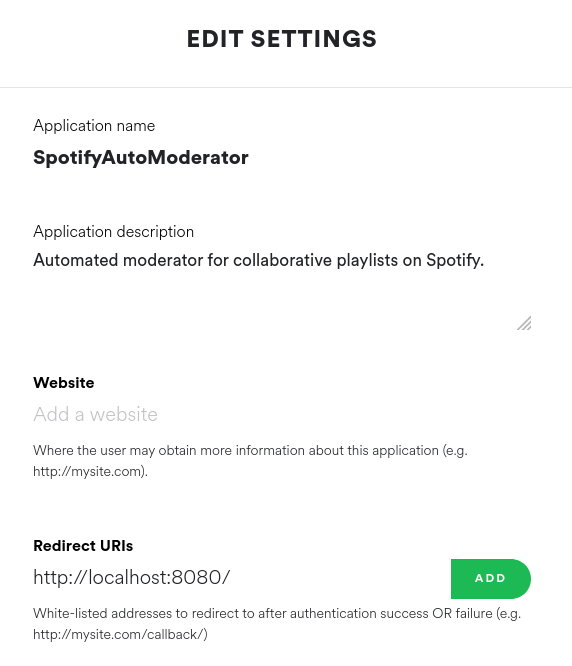 EDIT SETTINGS
Application name
SpotifyAutoModerator
Application description
Automated moderator for collaborative playlists on Spotify.
Website
Add a website
Where the user may obtain more information about this application (e.g.
http://mysite.com).
Redirect URIs
http://localhost:8080/
ADD
White-listed addresses to redirect to after authentication success OR failure (e.g.
http://mysite.com/callback/)